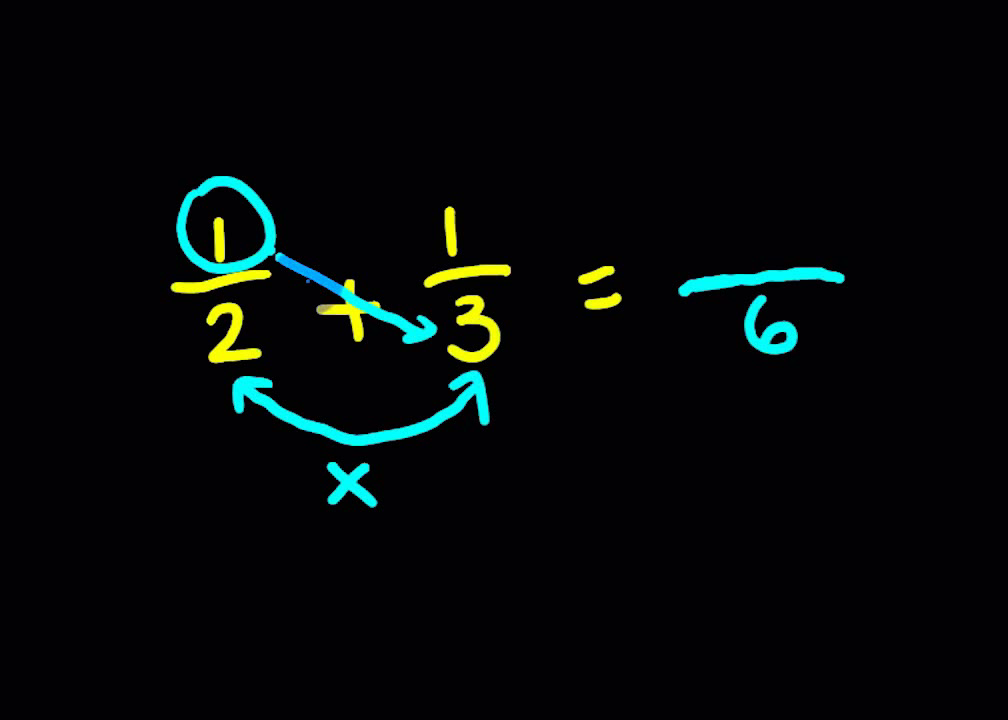 1/2 + 1/3 = /6
x